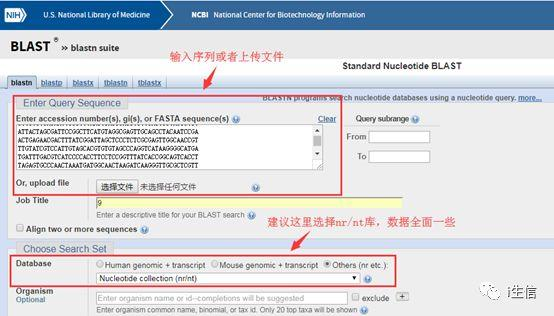 NIH U.S. National Library of Medicine NCBI National Center for Biotechnology Information
BLAST ® » blastn suite
输入序列或者上传文件
Standard Nucleotide BLAST
blastn blastp blastx tblastn tblastx
Enter Query Sequence
BLASTN programs search nucleotide databases using a nucleotide query. more...
Enter accession number(s), gi(s), or FASTA sequence(s) Clear Query subrange
ATTACTAGCGATTCCGGCTTCATGTAGGCGAGTTGCAGCCTACAATCCGA
ACTGAGAACGACTTTATCGGATTAGCTCCCTCTCGCGAGTTGGCAACCGT
TTGTATCGTCCATTGTAGCACGTGTGTAGCCCAGGTCATAAGGGGCATGA
TGATTTGACGTCATCCCCACCTTCCTCCGGTTTATCACCGGCAGTCACCT
TAGAGTGCCCAACTAAATGATGGCAACTAAGATCAAGGGTTGCGCTCGTT
From
To
Or, upload file 选择文件 未选择任何文件
Job Title 9
Enter a descriptive title for your BLAST search
Align two or more sequences
建议这里选择nr/nt库，数据全面一些
Choose Search Set
Database Human genomic + transcript Mouse genomic + transcript Others (nr etc.):
Nucleotide collection (nr/nt)
Organism
Optional
Enter organism name or id--completions will be suggested exclude +
Enter organism common name, binomial, or tax id. Only 20 top taxa will be shown
i生信